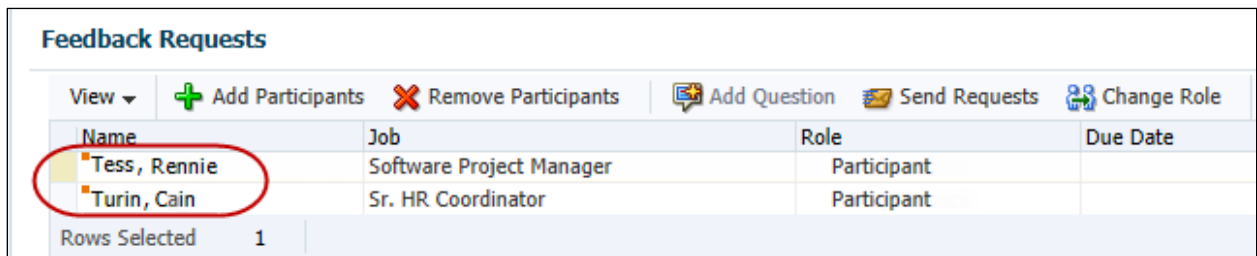 Feedback Requests
View Add Participants Remove Participants Add Question Send Requests Change Role
Name Job Role Due Date
Tess, Rennie Software Project Manager Participant
Turin, Cain Sr. HR Coordinator Participant
Rows Selected 1